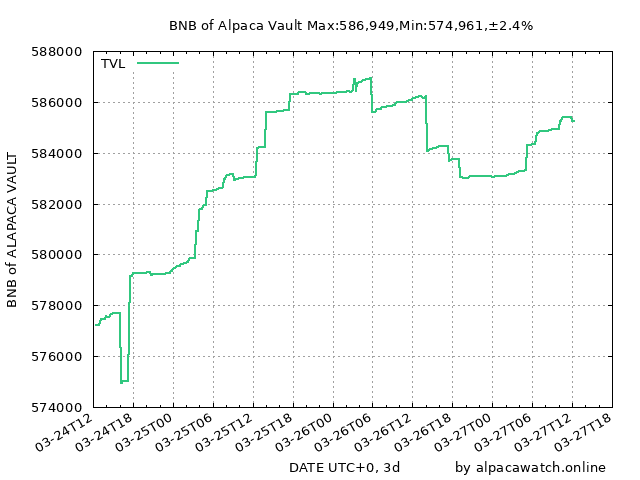 BNB of Alpaca Vault Max:586,949,Min:574,961,±2.4%
TVL
BNB of ALAPACA VAULT
588000
586000
584000
582000
580000
578000
576000
574000
03-24T12
03-24T18
03-25T00
03-25T06
03-25T12
03-25T18
03-26T00
03-26T06
03-26T12
03-26T18
03-27T00
03-27T06
03-27T12
03-27T18
DATE UTC+0, 3d
by alpacawatch.online